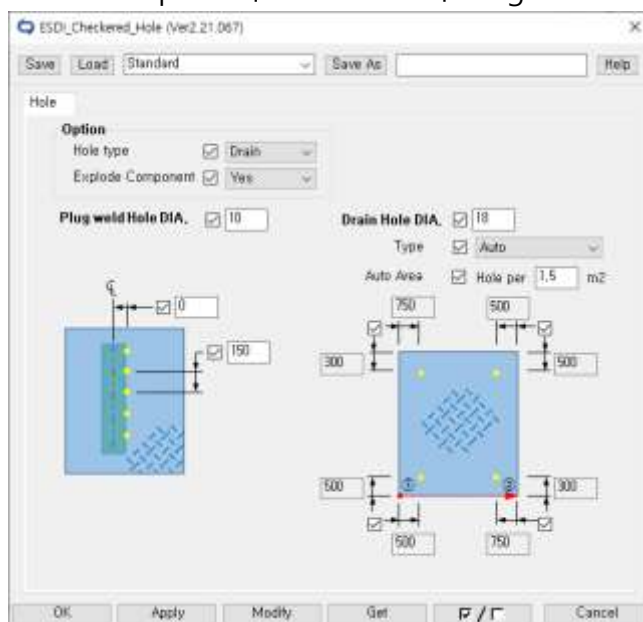 ESDI_Checkered_Hole (Ver2.21.067)
Save Load Standard Save As Help
Hole
Option
Hole type Drain
Explode Component Yes
Plug weld Hole DIA. 10
Drain Hole DIA. 18
Type Auto
Auto Area Hole per 1.5 m2
0
150
750 500
300 500
500 300
500 750
OK Apply Modify Get Cancel